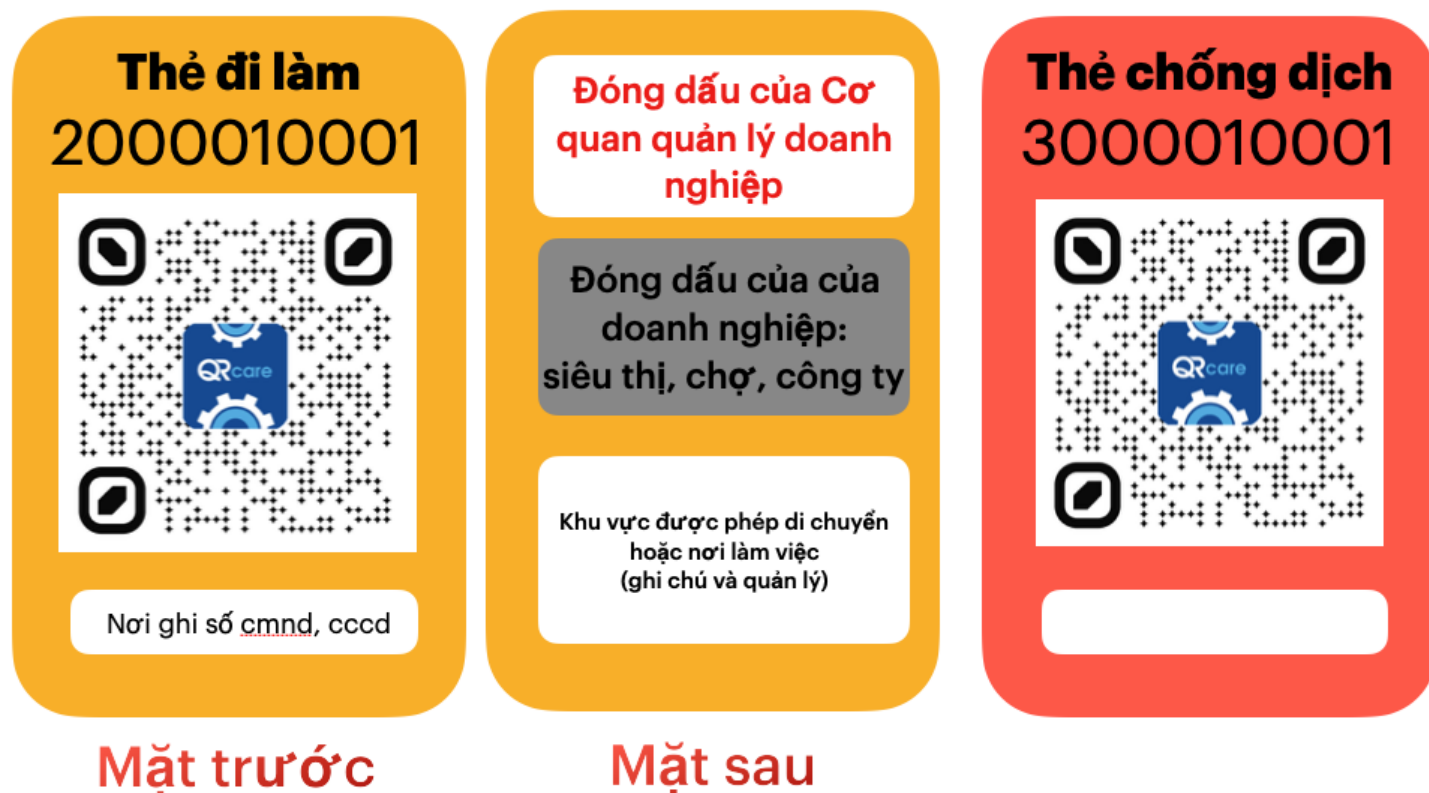 Thẻ đi làm
2000010001
QRcare
Nơi ghi số cmnd, cccd
Mặt trước
Đóng dấu của Cơ
quan quản lý doanh
nghiệp
Đóng dấu của của
doanh nghiệp:
siêu thị, chợ, công ty
Khu vực được phép di chuyển
hoặc nơi làm việc
(ghi chú và quản lý)
Mặt sau
Thẻ chống dịch
3000010001
QRcare